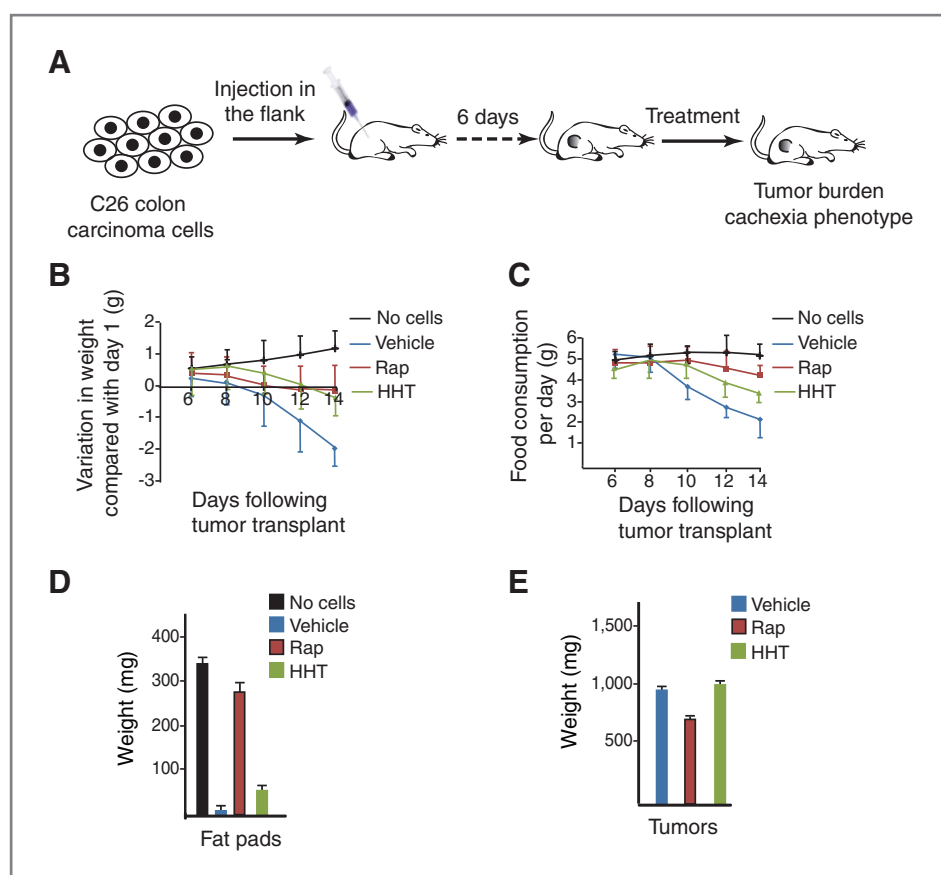 A
Injection in
the flank
6 days
Treatment
C26 colon
carcinoma cells
Tumor burden
cachexia phenotype
B
Variation in weight
compared with day 1 (g)
2
1
0
-1
-2
-3
6 8 10 12 14
Days following
tumor transplant
No cells
Vehicle
Rap
HHT
C
Food consumption
per day (g)
6
5
4
3
2
1
6 8 10 12 14
Days following
tumor transplant
No cells
Vehicle
Rap
HHT
D
Weight (mg)
400
300
200
100
Fat pads
No cells
Vehicle
Rap
HHT
E
Weight (mg)
1,500
1,000
500
Tumors
Vehicle
Rap
HHT